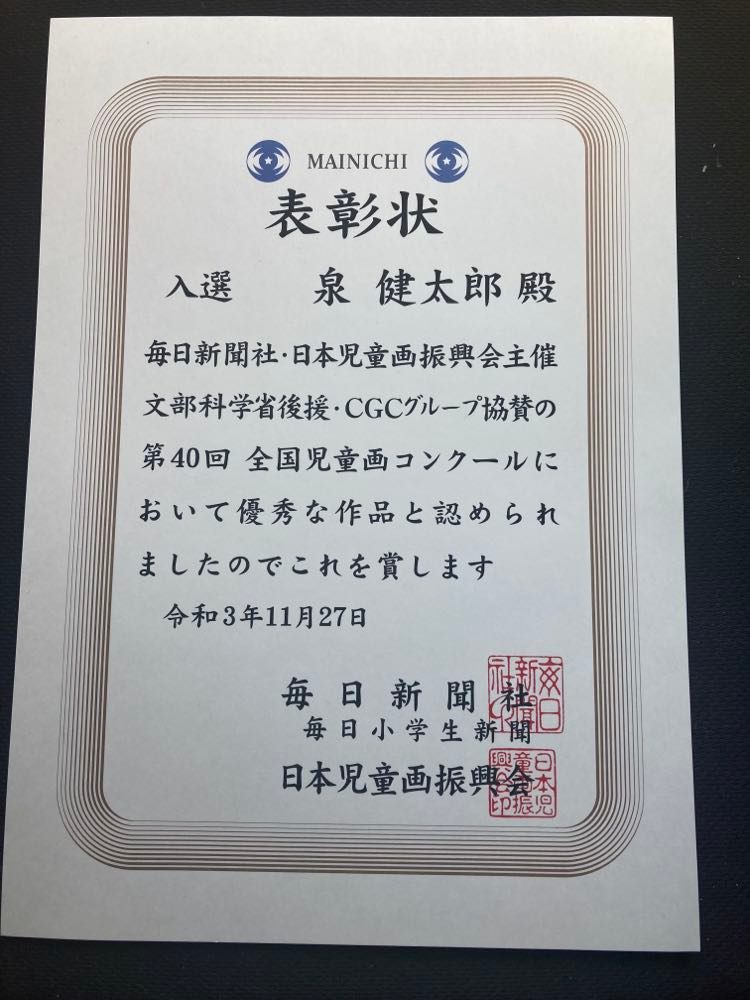 MAINICHI
表彰状
入選 泉 健太郎 殿
毎日新聞社・日本児童画振興会主催
文部科学省後援・CGCグループ協賛の
第40回 全国児童画コンクールに
おいて優秀な作品と認められ
ましたのでこれを賞します
令和3年11月27日
毎日新聞社
毎日小学生新聞
日本児童画振興会